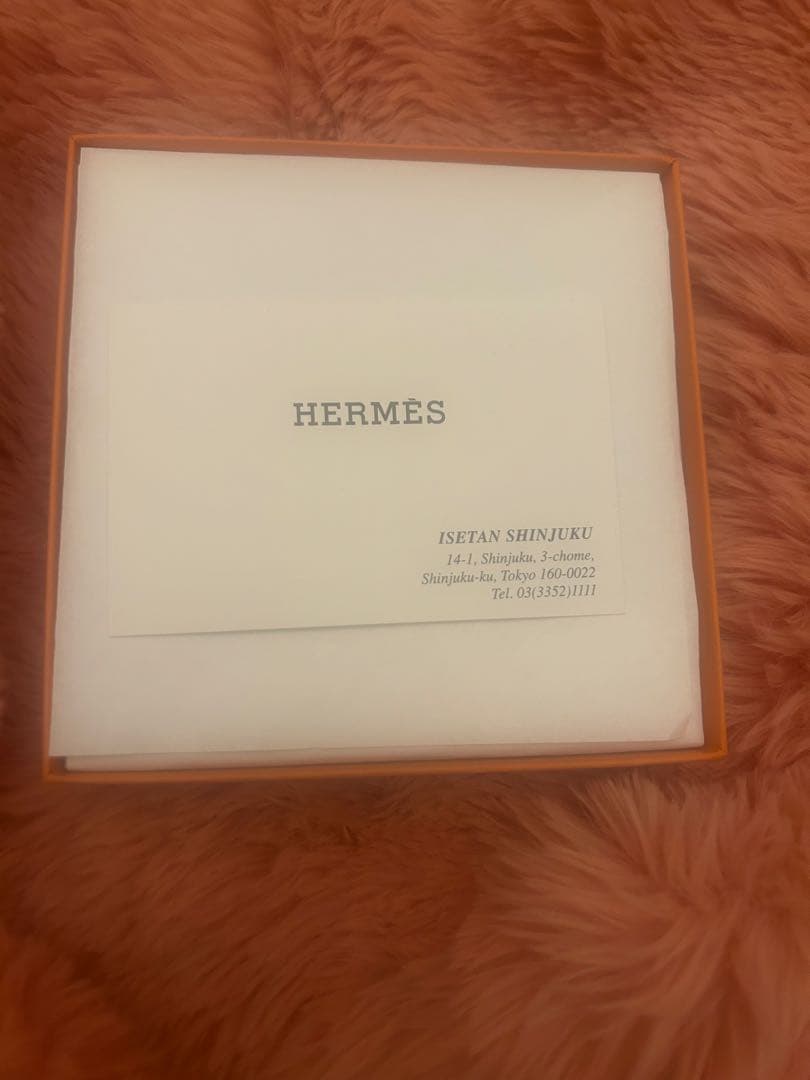 HERMÈS
ISETAN SHINJUKU
14-1, Shinjuku, 3-chome,
Shinjuku-ku, Tokyo 160-0022
Tel. 03(3352)1111